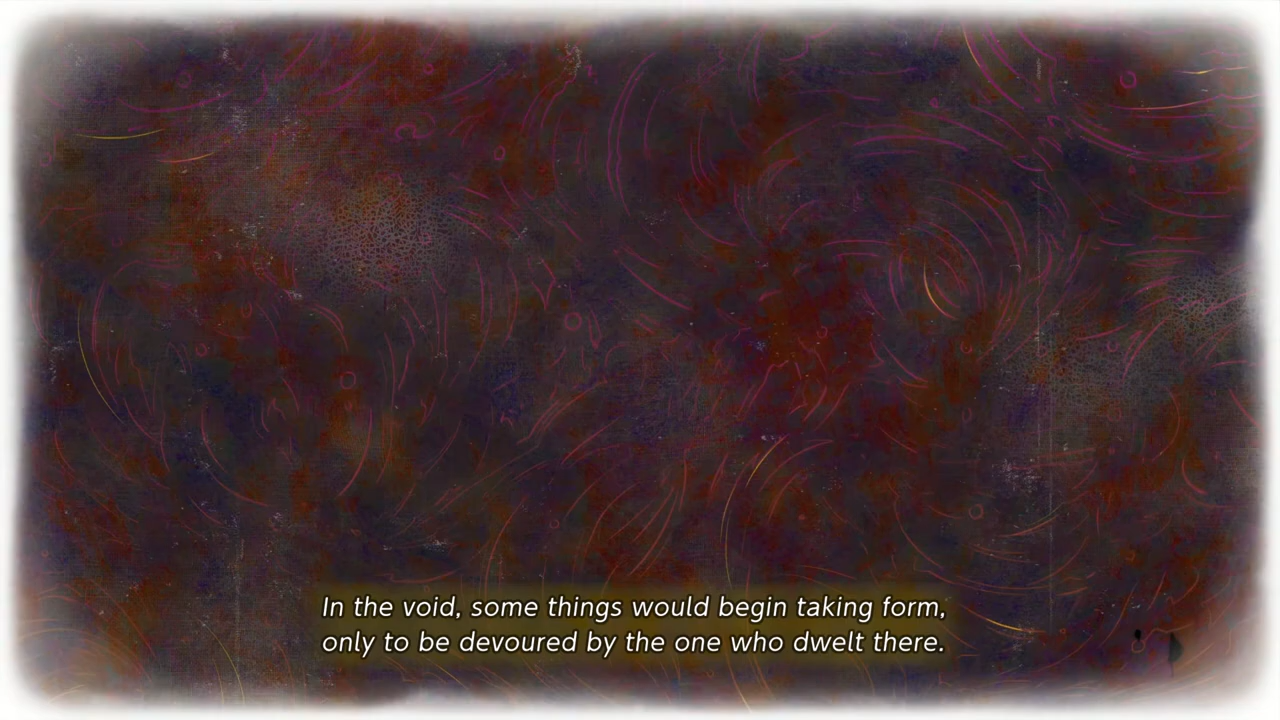 In the void, some things would begin taking form,
only to be devoured by the one who dwelt there.